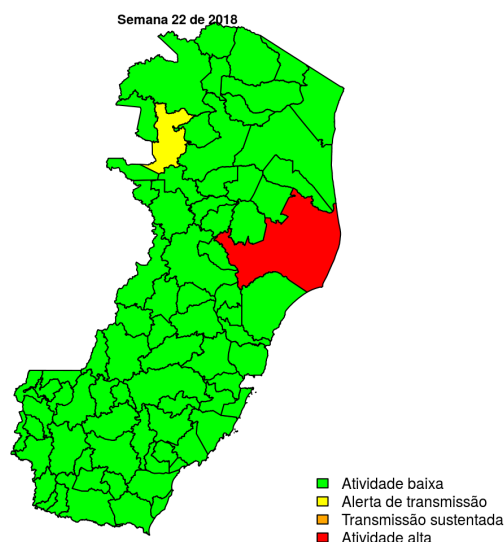 Semana 22 de 2018
Atividade baixa
Alerta de transmissão
Transmissão sustentada
Atividade alta